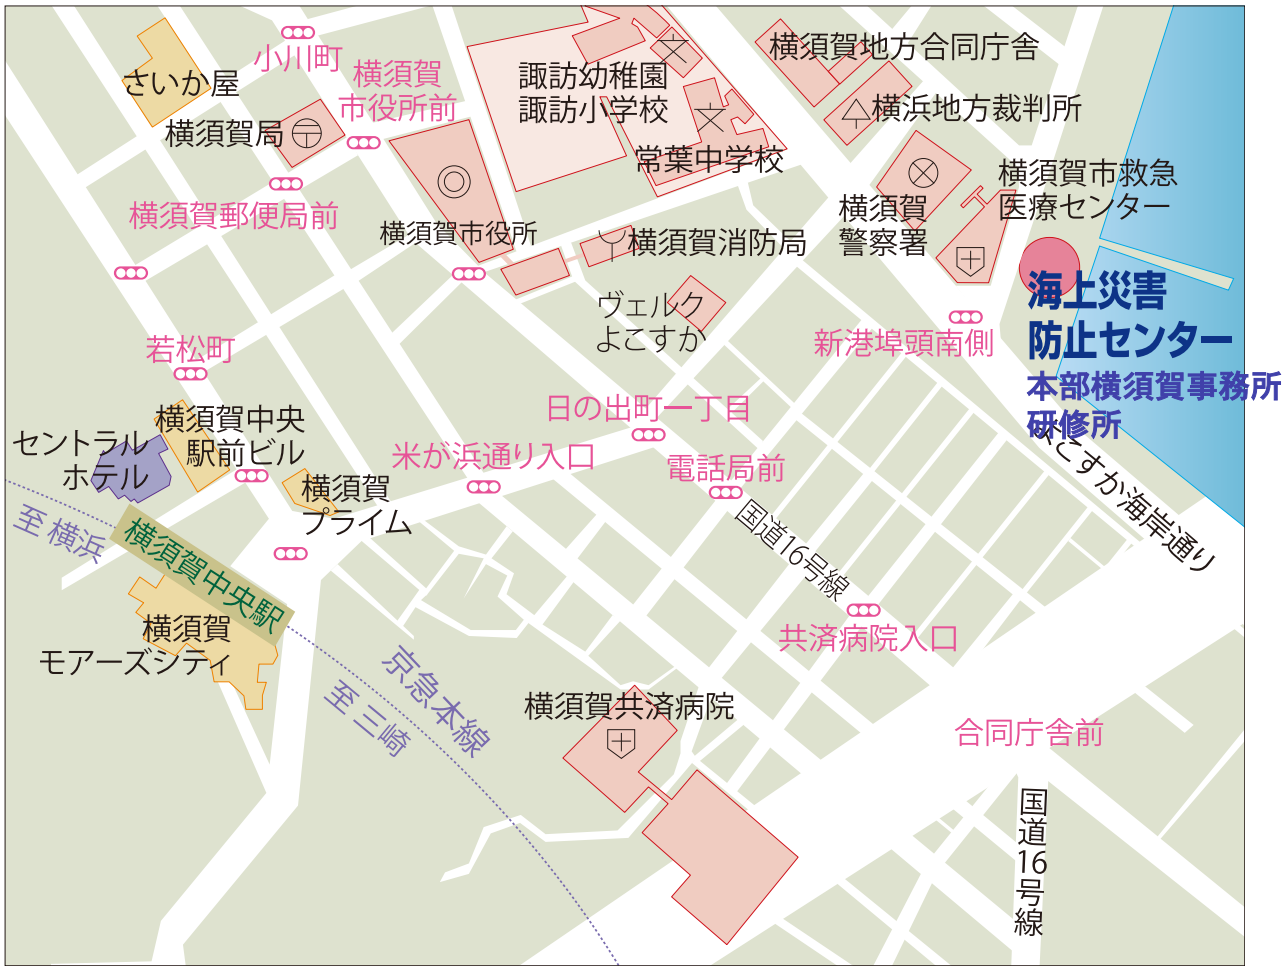 小川町
さいか屋
横須賀
市役所前
横須賀局
横須賀郵便局前
諏訪幼稚園
諏訪小学校
常葉中学校
横須賀地方合同庁舎
横浜地方裁判所
横須賀市救急
医療センター
横須賀
警察署
横須賀市役所
横須賀消防局
ヴェルク
よこすか
新港埠頭南側
海上災害
防止センター
本部横須賀事務所
研修所
よこすか海岸通り
若松町
横須賀中央
駅前ビル
セントラル
ホテル
横須賀
プライム
米が浜通り入口
日の出町一丁目
電話局前
国道16号線
共済病院入口
至 横浜
横須賀中央駅
横須賀
モアーズシティ
京急本線
至 三崎
横須賀共済病院
合同庁舎前
国道16号線